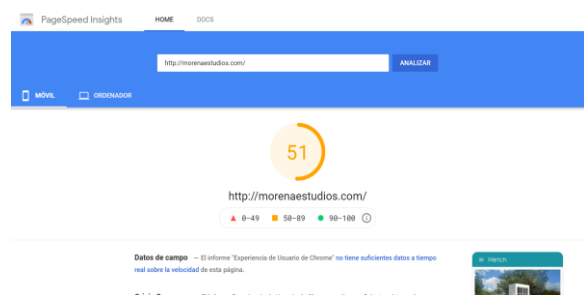 PageSpeed Insights HOME DOCS
http://morenaestudios.com/ ANALIZAR
MÓVIL ORDENADOR
51
http://morenaestudios.com/
0-49 50-89 90-100
Datos de campo — El informe "Experiencia de Usuario de Chrome" no tiene suficientes datos a tiempo
real sobre la velocidad de esta página.